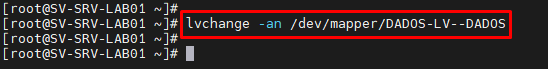 [root@SV-SRV-LAB01 ~]#
[root@SV-SRV-LAB01 ~]# lvchange -an /dev/mapper/DADOS-LV--DADOS
[root@SV-SRV-LAB01 ~]#
[root@SV-SRV-LAB01 ~]#